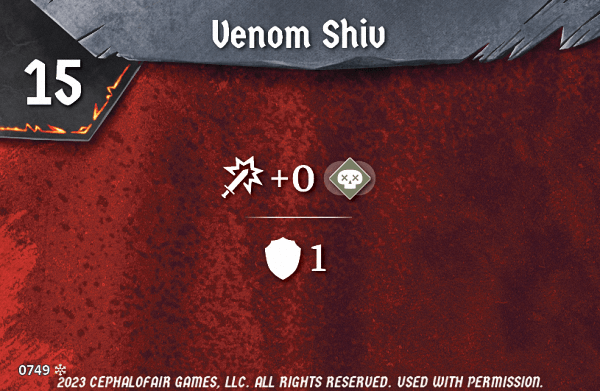 Venom Shiv
15
+0
1
0749
2023 CEPHALOFAIR GAMES, LLC. ALL RIGHTS RESERVED. USED WITH PERMISSION.